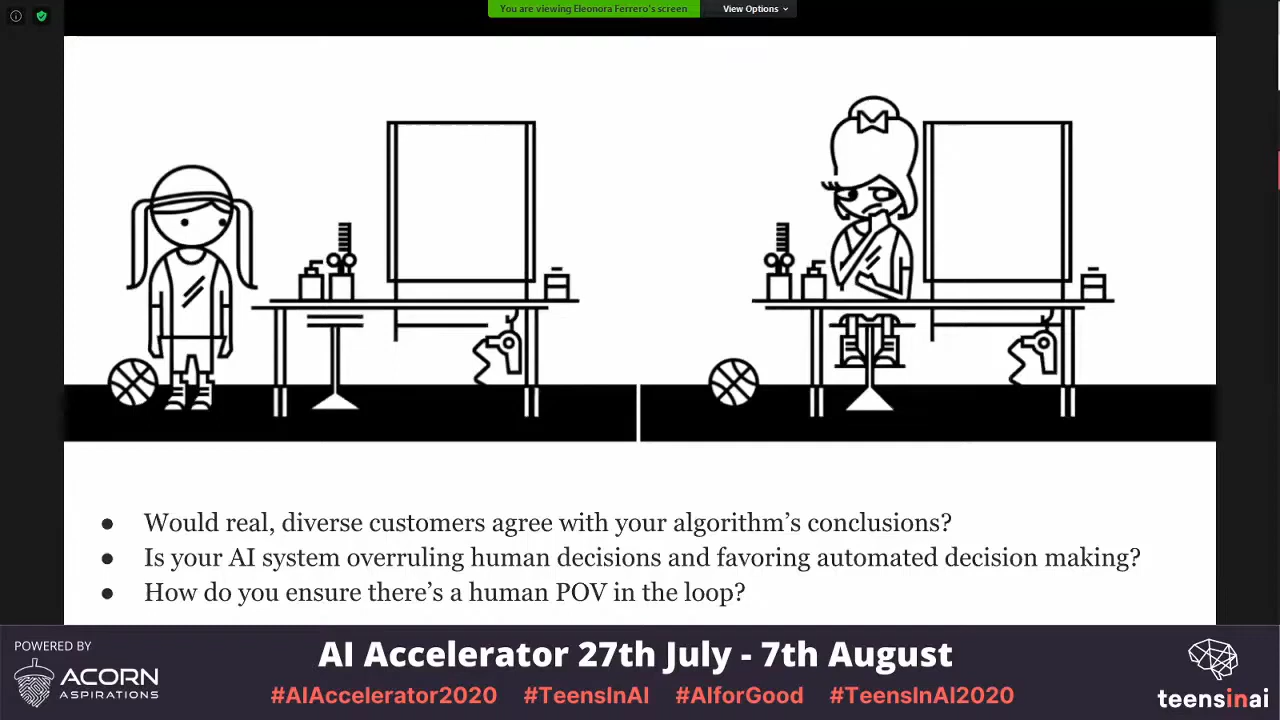 You are viewing Eleonora Ferrero's screen
View Options
● Would real, diverse customers agree with your algorithm’s conclusions?
● Is your AI system overruling human decisions and favoring automated decision making?
● How do you ensure there’s a human POV in the loop?
POWERED BY
ACORN
ASPIRATIONS
AI Accelerator 27th July - 7th August
#AIAccelerator2020 #TeensInAI #AIforGood #TeensInAI2020
teensinai